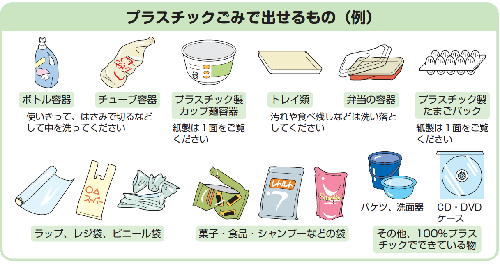 プラスチックごみで出せるもの（例）
ボトル容器
チューブ容器
プラスチック製
カップ麺容器
トレイ類
弁当の容器
プラスチック製
たまごパック
使いきって、はさみで切るなど
して中を洗ってください
紙製は１面をご覧
ください
汚れや食べ残しなどは洗い落と
してください
紙製は１面をご覧
ください
レトルト
バケツ、洗面器
CD・DVD
ケース
ラップ、レジ袋、ビニール袋
菓子・食品・シャンプーなどの袋
その他、100%プラス
チックでできている物